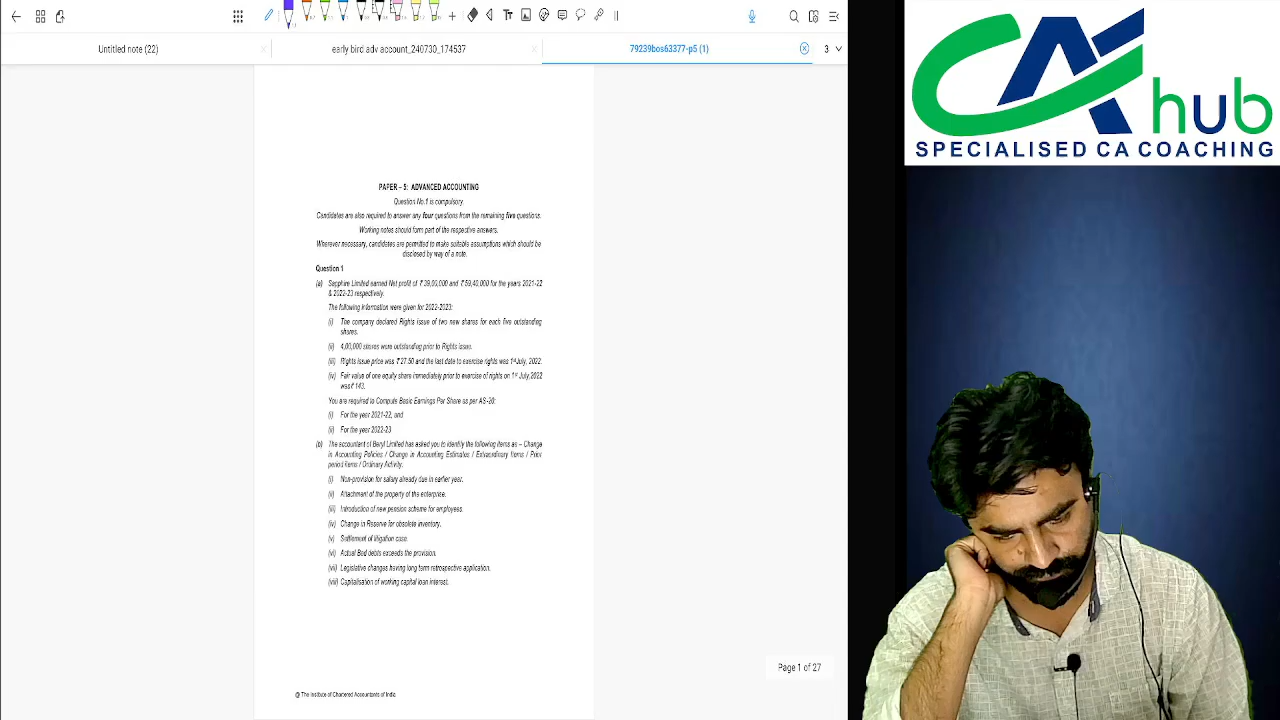 Untitled note (22)
early bird adv account_240730_174537
79239bos63377-p5 (1)
3
PAPER – 5: ADVANCED ACCOUNTING
Question No.1 is compulsory.
Candidates are also required to answer any four questions from the remaining five questions.
Working notes should form part of the respective answers.
Wherever necessary, candidates are permitted to make suitable assumptions which should be
disclosed by way of a note.
Question 1
(a) Sapphire Limited earned Net profit of ₹ 39,00,000 and ₹ 59,40,000 for the years 2021-22
& 2022-23 respectively.
The following information were given for 2022-2023:
(i) The company declared Rights issue of two new shares for each five outstanding
shares.
(ii) 4,00,000 shares were outstanding prior to Rights issue.
(iii) Rights issue price was ₹ 27.50 and the last date to exercise rights was 1st July, 2022.
(iv) Fair value of one equity share immediately prior to exercise of rights on 1st July,2022
was₹ 143.
You are required to Compute Basic Earnings Per Share as per AS-20:
(i) For the year 2021-22, and
(ii) For the year 2022-23
(b) The accountant of Beryl Limited has asked you to identify the following items as – Change
in Accounting Policies / Change in Accounting Estimates / Extraordinary Items / Prior
period Items / Ordinary Activity:
(i) Non-provision for salary already due in earlier year.
(ii) Attachment of the property of the enterprise.
(iii) Introduction of new pension scheme for employees.
(iv) Change in Reserve for obsolete inventory.
(v) Settlement of litigation case.
(vi) Actual Bad debts exceeds the provision.
(vii) Legislative changes having long term retrospective application.
(viii) Capitalisation of working capital loan interest.
Page 1 of 27
@ The Institute of Chartered Accountants of India
CA hub
SPECIALISED CA COACHING